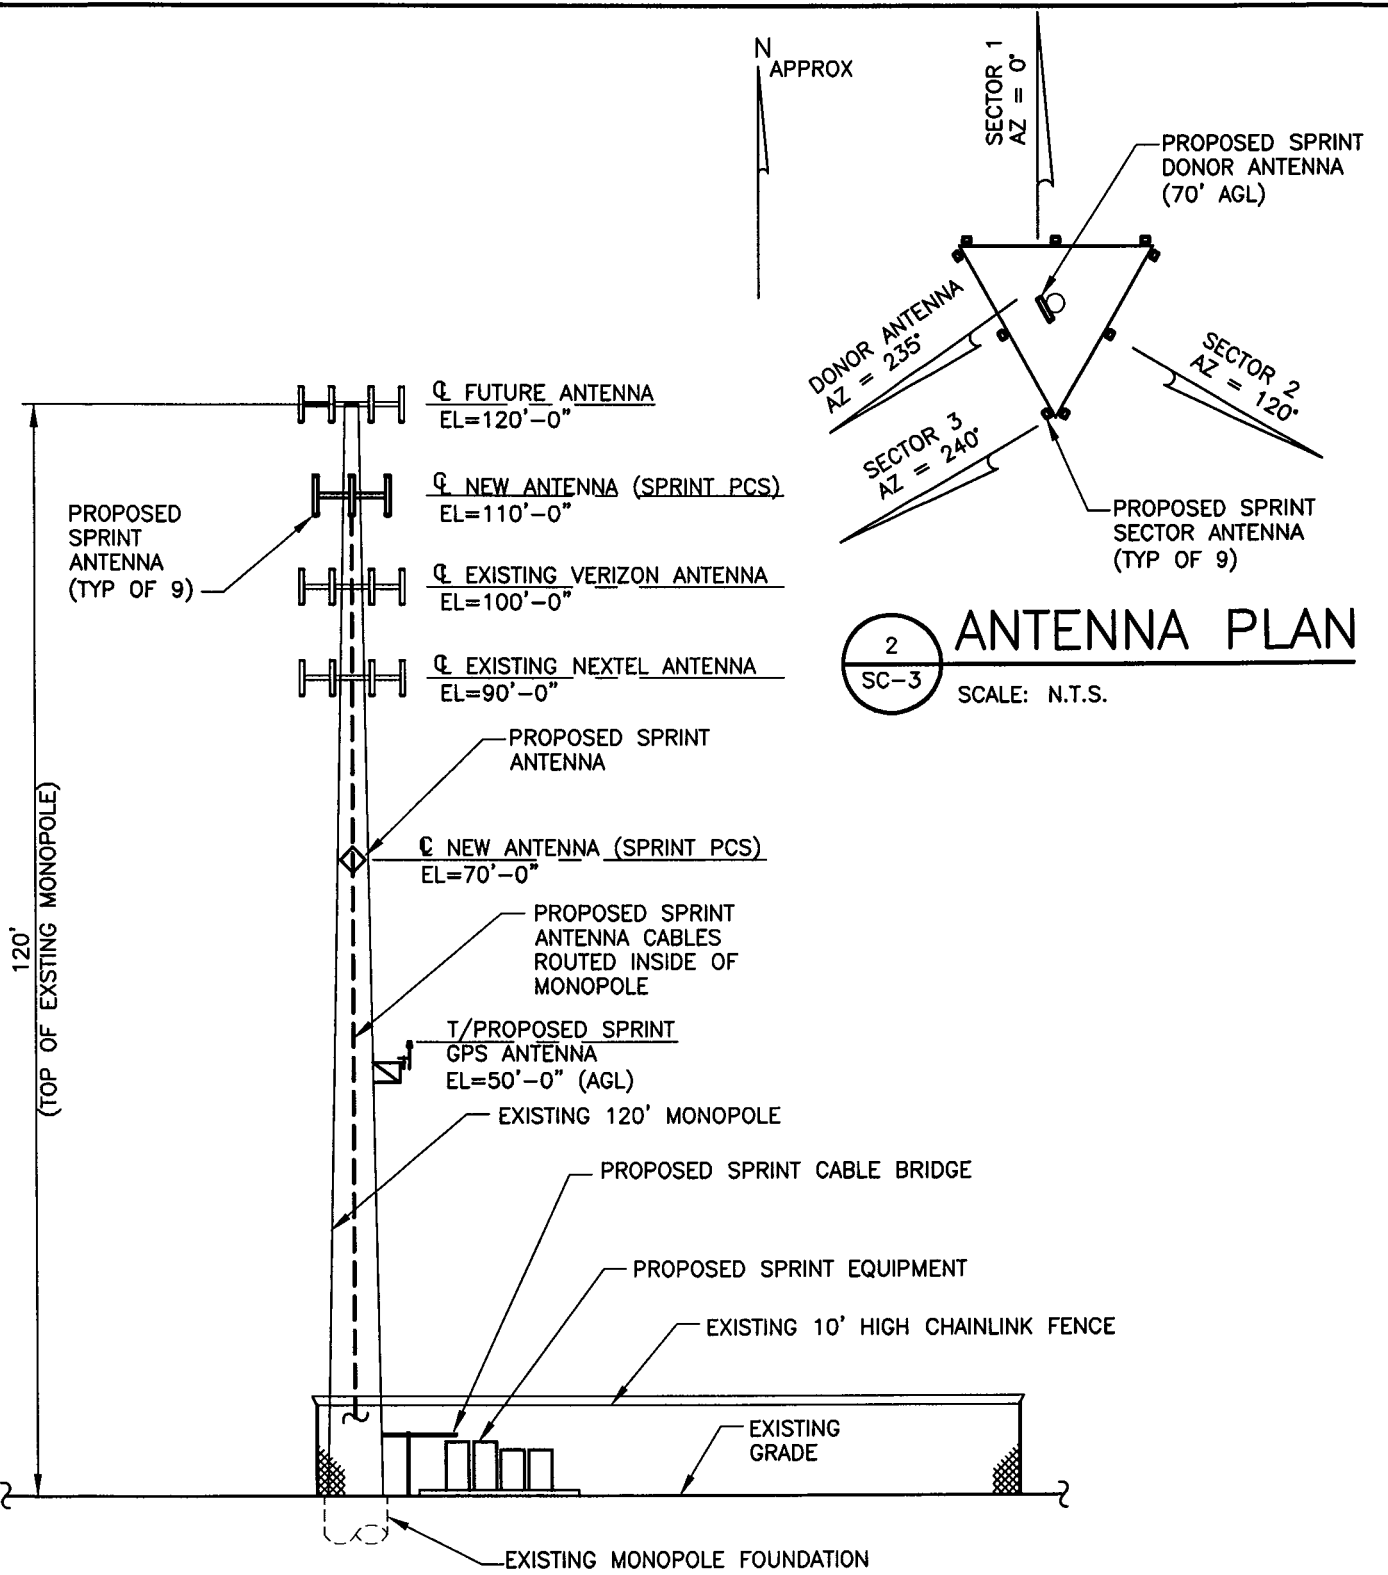 N
APPROX
SECTOR 1
AZ = 0°
PROPOSED SPRINT
DONOR ANTENNA
(70' AGL)
DONOR ANTENNA
AZ = 235°
SECTOR 2
AZ = 120°
SECTOR 3
AZ = 240°
PROPOSED SPRINT
SECTOR ANTENNA
(TYP OF 9)
2
SC-3
ANTENNA PLAN
SCALE: N.T.S.
℄ FUTURE ANTENNA
EL=120'-0"
℄ NEW ANTENNA (SPRINT PCS)
EL=110'-0"
PROPOSED
SPRINT
ANTENNA
(TYP OF 9)
℄ EXISTING VERIZON ANTENNA
EL=100'-0"
℄ EXISTING NEXTEL ANTENNA
EL=90'-0"
PROPOSED SPRINT
ANTENNA
℄ NEW ANTENNA (SPRINT PCS)
EL=70'-0"
120'
(TOP OF EXSTING MONOPOLE)
PROPOSED SPRINT
ANTENNA CABLES
ROUTED INSIDE OF
MONOPOLE
T/PROPOSED SPRINT
GPS ANTENNA
EL=50'-0" (AGL)
EXISTING 120' MONOPOLE
PROPOSED SPRINT CABLE BRIDGE
PROPOSED SPRINT EQUIPMENT
EXISTING 10' HIGH CHAINLINK FENCE
EXISTING
GRADE
EXISTING MONOPOLE FOUNDATION